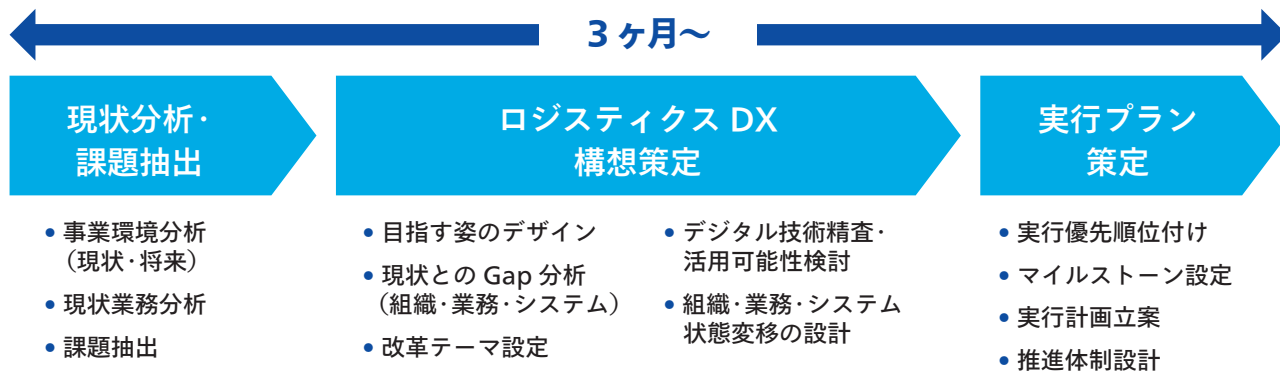 3ヶ月～
現状分析・
課題抽出
ロジスティクス DX
構想策定
実行プラン
策定
• 事業環境分析
（現状・将来）
• 現状業務分析
• 課題抽出
• 目指す姿のデザイン
• 現状との Gap 分析
（組織・業務・システム）
• 改革テーマ設定
• デジタル技術精査・
活用可能性検討
• 組織・業務・システム
状態変移の設計
• 実行優先順位付け
• マイルストーン設定
• 実行計画立案
• 推進体制設計